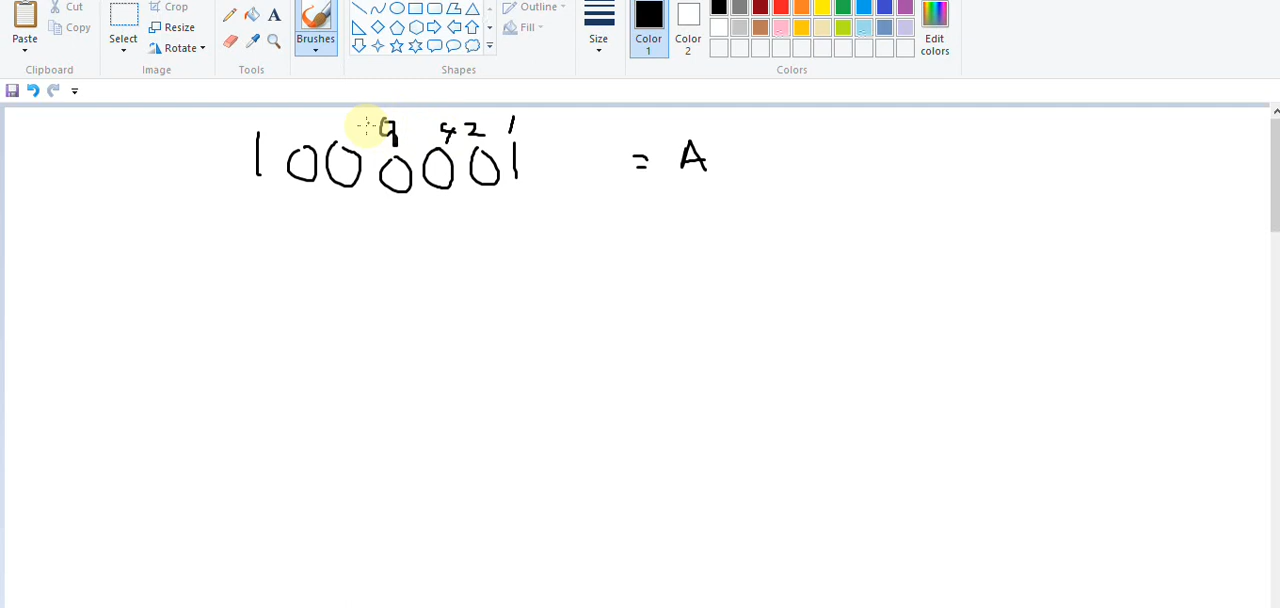 Cut
Crop
Outline
Paste
Copy
Select
Resize
Rotate
A
Brushes
Fill
Size
Color
1
Color
2
Edit
colors
Clipboard
Image
Tools
Shapes
Colors
9 4 2 1
1 0 0 0 0 0 1 = A